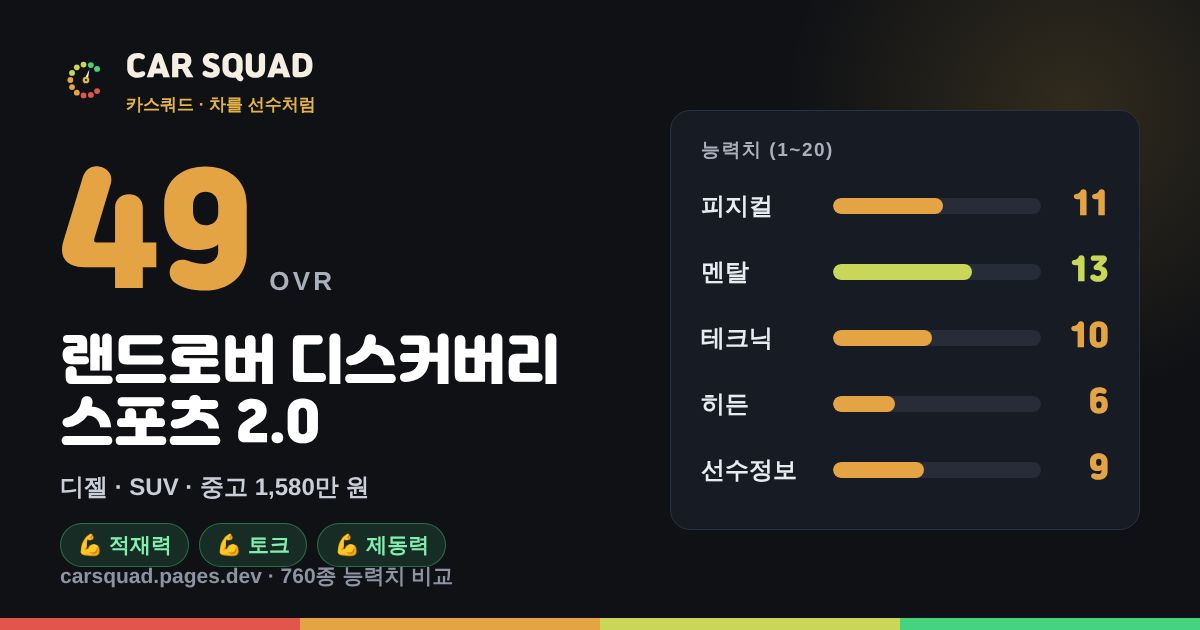 CAR SQUAD
카스쿼드 · 차를 선수처럼
49 OVR
랜드로버 디스커버리
스포츠 2.0
디젤 · SUV · 중고 1,580만 원
💪 적재력 💪 토크 💪 제동력
carsquad.pages.dev · 760종 능력치 비교
능력치 (1~20)
피지컬 11
멘탈 13
테크닉 10
히든 6
선수정보 9